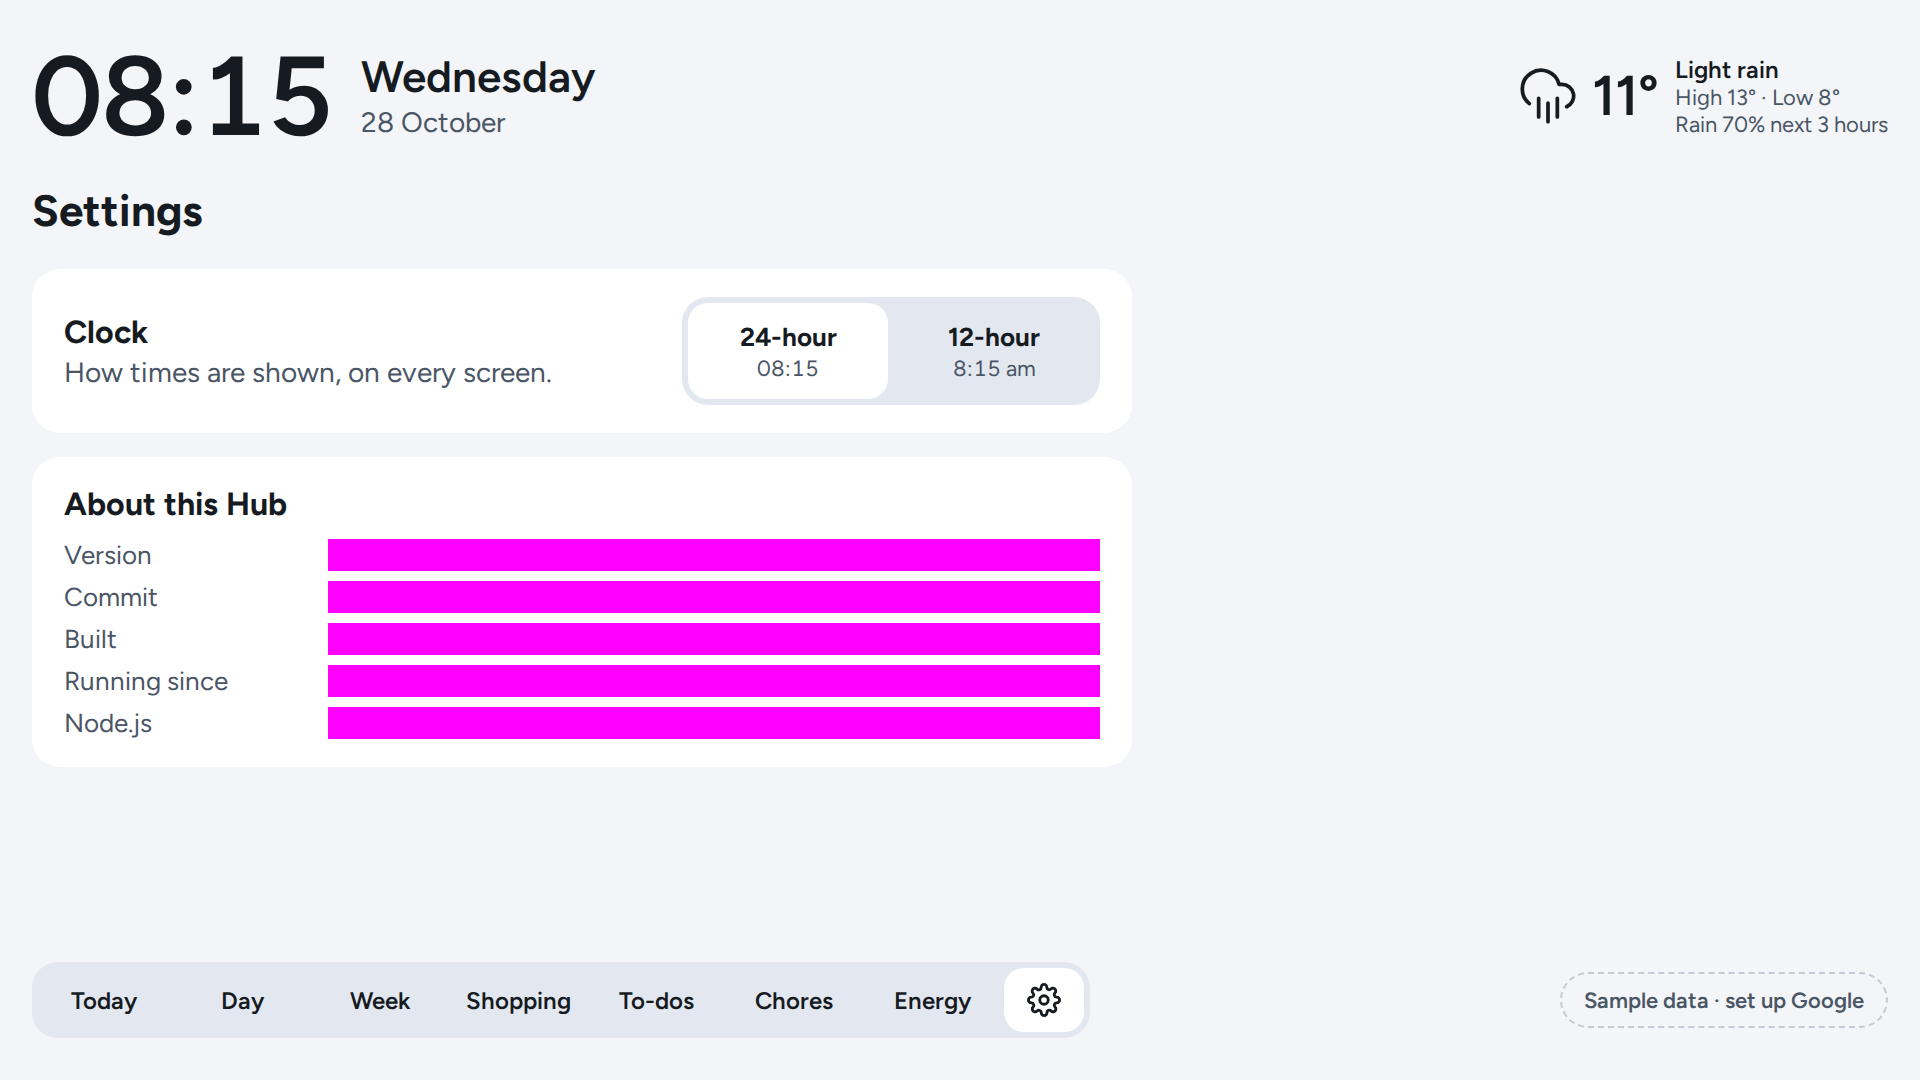 08:15
Wednesday
28 October
11°
Light rain
High 13° · Low 8°
Rain 70% next 3 hours
Settings
Clock
How times are shown, on every screen.
24-hour
08:15
12-hour
8:15 am
About this Hub
Version
Commit
Built
Running since
Node.js
Today
Day
Week
Shopping
To-dos
Chores
Energy
Sample data · set up Google